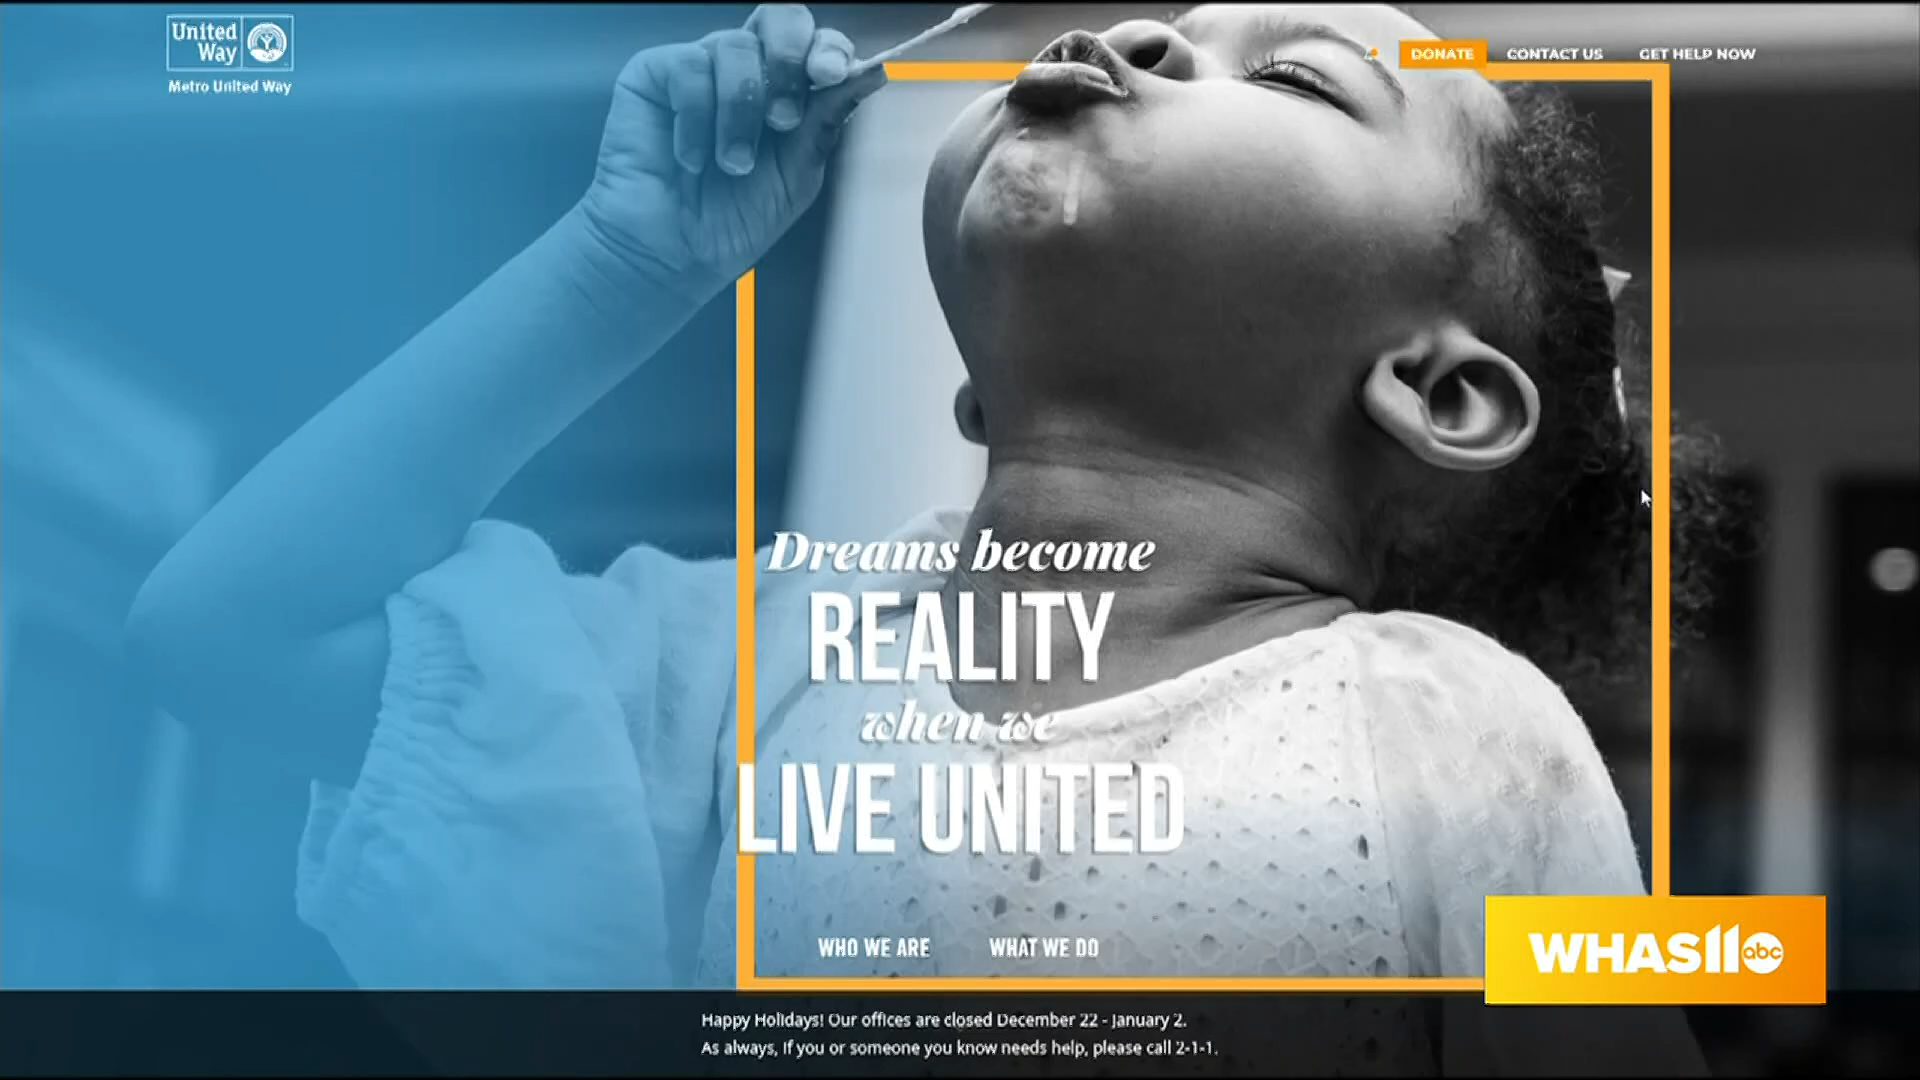 United
Way
Metro United Way
DONATE
CONTACT US
GET HELP NOW
Dreams become
REALITY
when we
LIVE UNITED
WHO WE ARE
WHAT WE DO
WHAS11 abc
Happy Holidays! Our offices are closed December 22 - January 2.
As always, If you or someone you know needs help, please call 2-1-1.